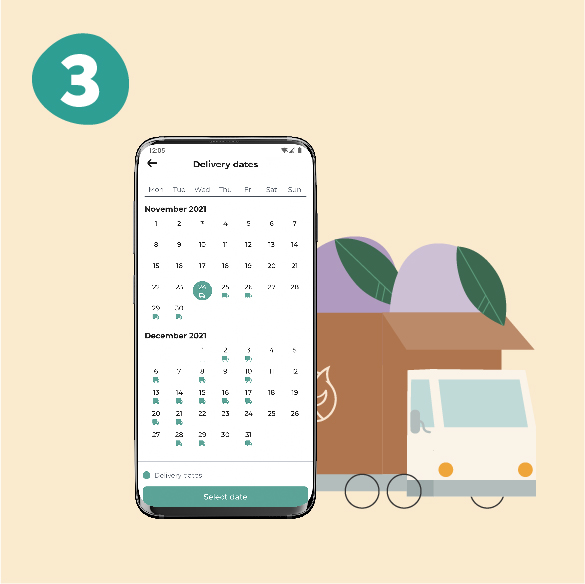 3
12:05
Delivery dates
Mon Tue Wed Thu Fri Sat Sun
November 2021
1 2 3 4 5 6 7
8 9 10 11 12 13 14
15 16 17 18 19 20 21
22 23 24 25 26 27 28
29 30
December 2021
1 2 3 4 5
6 7 8 9 10 11 12
13 14 15 16 17 18 19
20 21 22 23 24 25 26
27 28 29 30 31
Delivery dates
Select date